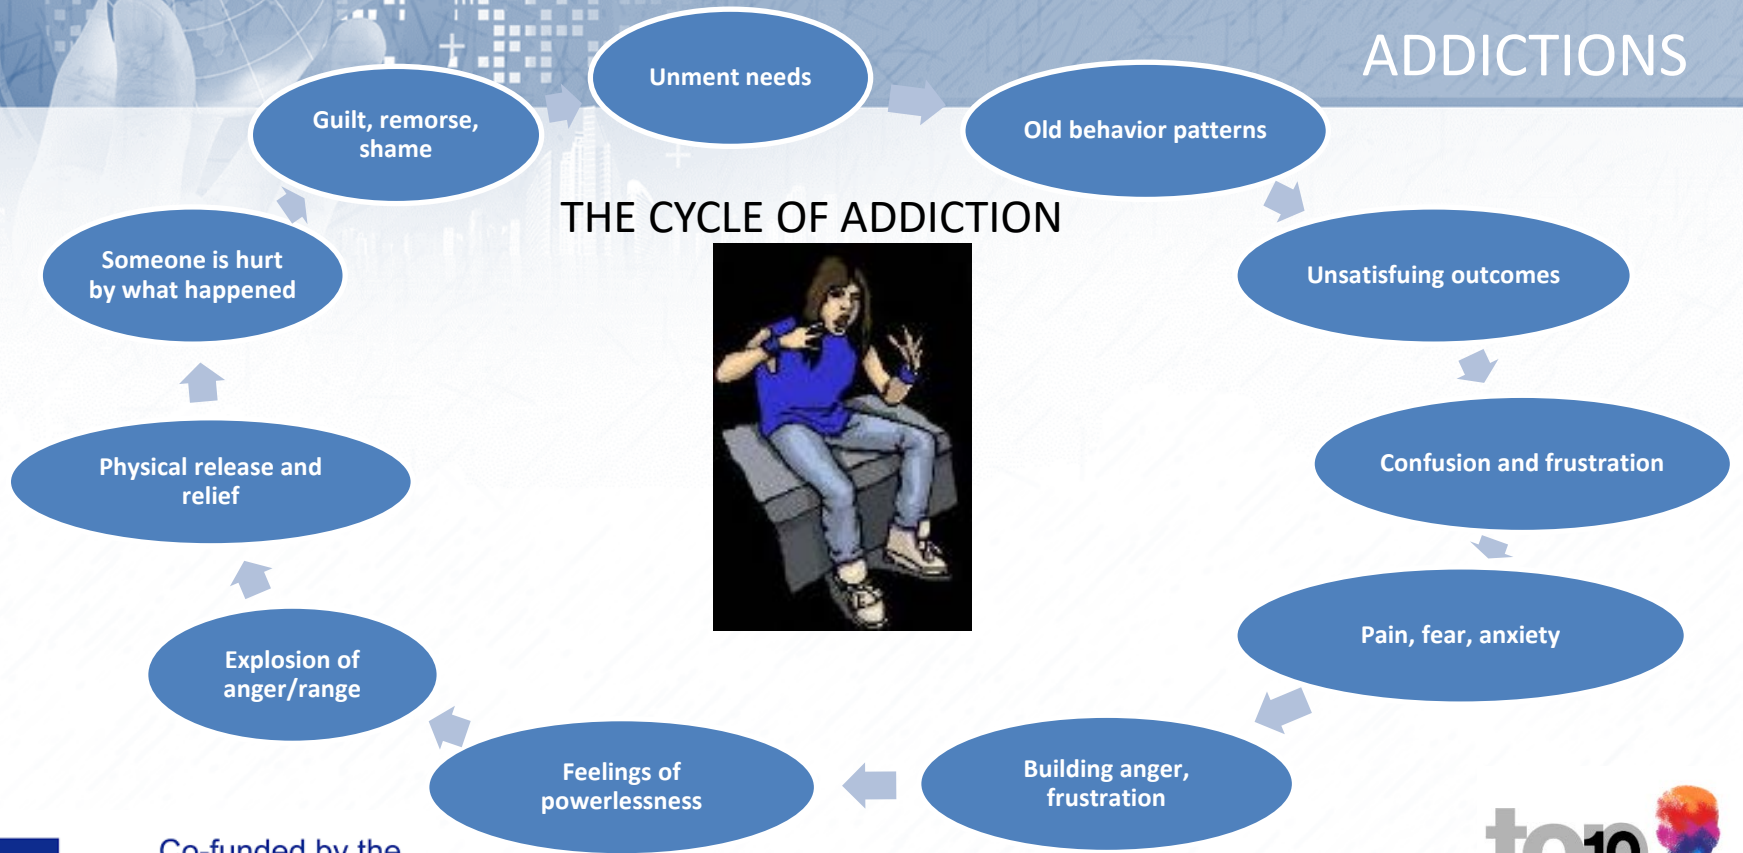 ADDICTIONS
THE CYCLE OF ADDICTION
Unment needs
Old behavior patterns
Unsatisfuing outcomes
Confusion and frustration
Pain, fear, anxiety
Building anger,
frustration
Feelings of
powerlessness
Explosion of
anger/range
Physical release and
relief
Someone is hurt
by what happened
Guilt, remorse,
shame
Co-funded by the
top10